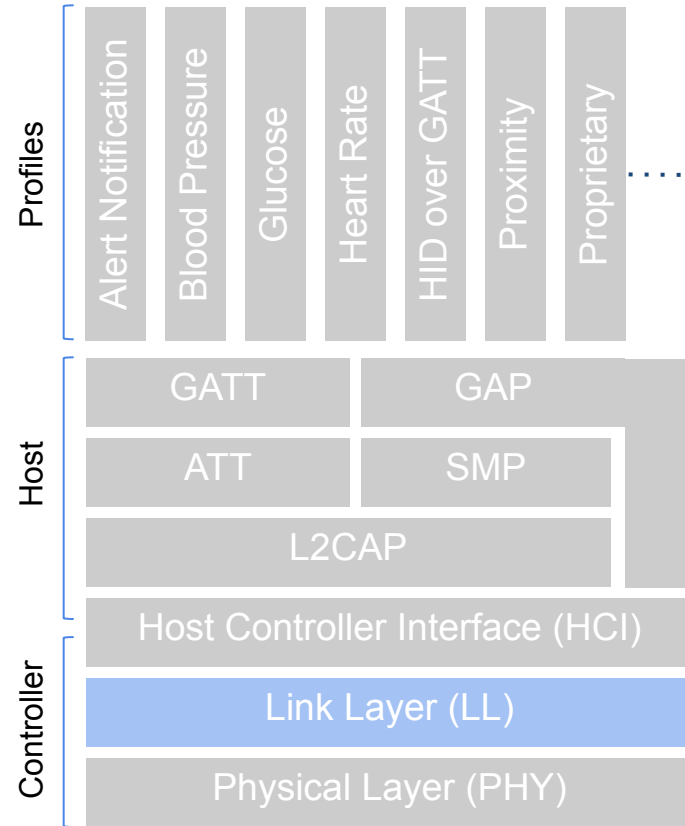 Profiles
Alert Notification
Blood Pressure
Glucose
Heart Rate
HID over GATT
Proximity
Proprietary
....
Host
GATT
GAP
ATT
SMP
L2CAP
Host Controller Interface (HCI)
Controller
Link Layer (LL)
Physical Layer (PHY)